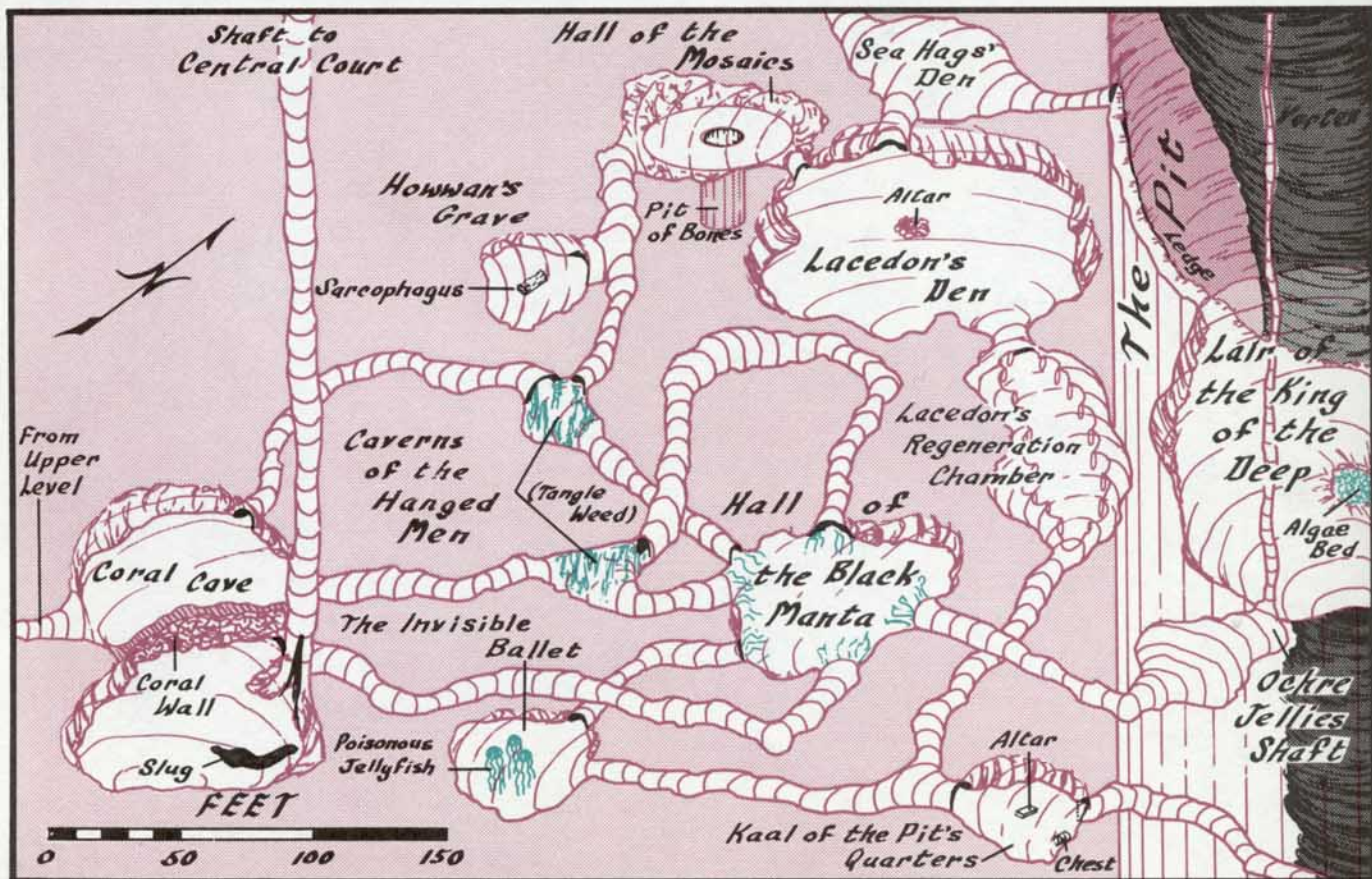 Shaft to
Central Court
Hall of the
Mosaics
Sea Hags'
Den
Vortex
The Pit
Ledge
Howwan's
Grave
Pit
of Bones
Altar
Lacedon's
Den
Sarcophagus
N
Lair of
the King
of the
Deep
Algae
Bed
From
Upper
Level
Caverns
of the
Hanged
Men
(Tangle
Weed)
Lacedon's
Regeneration
Chamber
Hall of
the Black
Manta
Coral Cave
The Invisible
Ballet
Coral
Wall
Slug
Poisonous
Jellyfish
Ochre
Jellies
Shaft
Altar
Kaal of the Pit's
Quarters
Chest
FEET
0 50 100 150